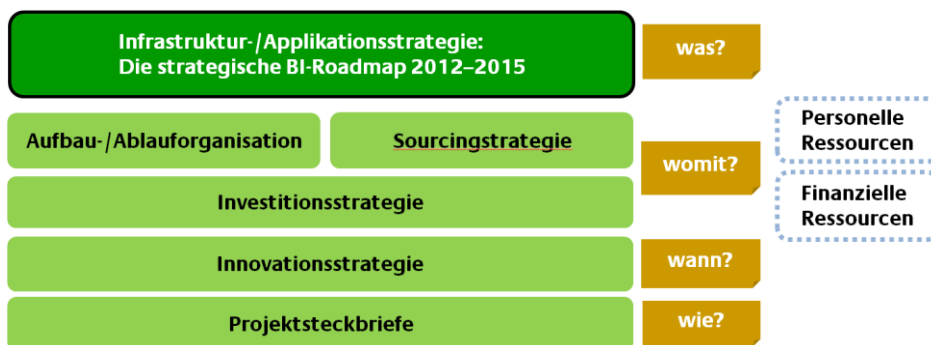 Infrastruktur-/Applikationsstrategie:
Die strategische BI-Roadmap 2012–2015
was?
Aufbau-/Ablauforganisation
Sourcingstrategie
womit?
Personelle
Ressourcen
Investitionsstrategie
Finanzielle
Ressourcen
Innovationsstrategie
wann?
Projektsteckbriefe
wie?